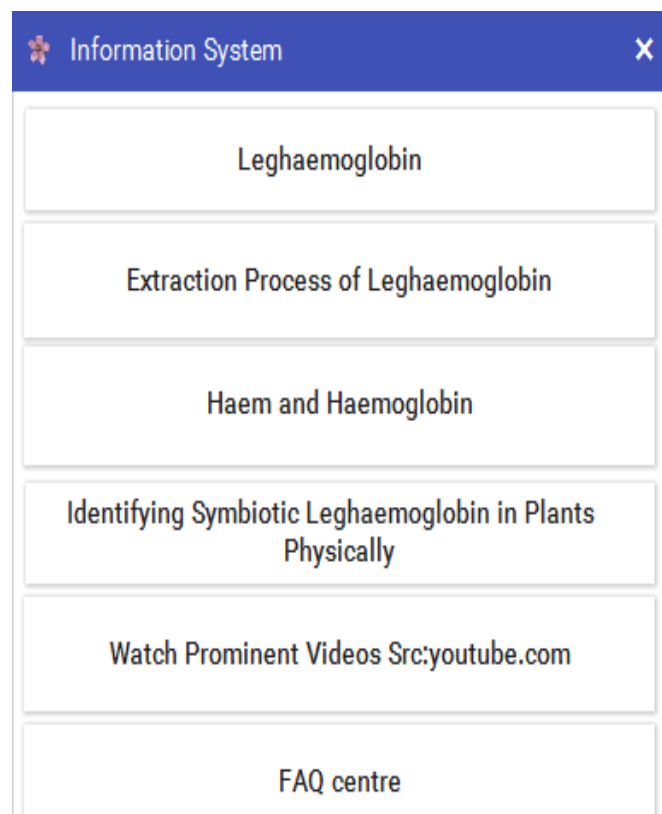 Information System
Leghaemoglobin
Extraction Process of Leghaemoglobin
Haem and Haemoglobin
Identifying Symbiotic Leghaemoglobin in Plants
Physically
Watch Prominent Videos Src:youtube.com
FAQ centre